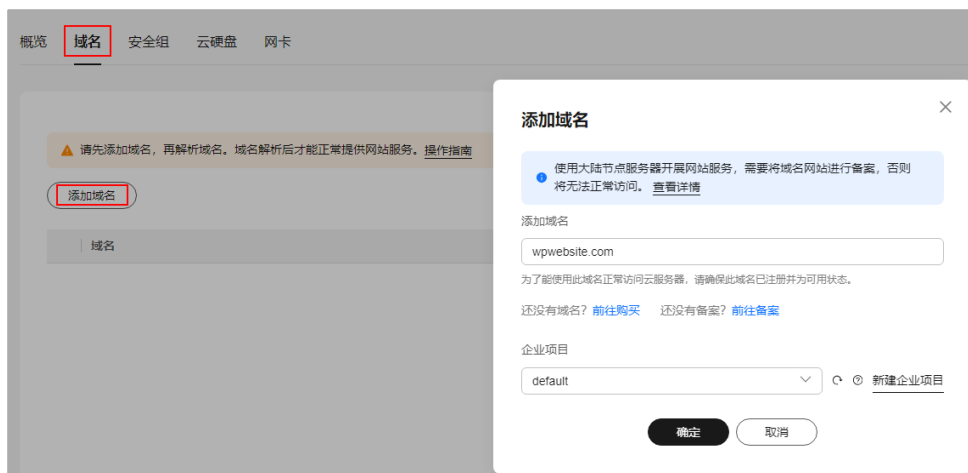 概览 域名 安全组 云硬盘 网卡
请先添加域名，再解析域名。域名解析后才能正常提供网站服务。操作指南
添加域名
域名
添加域名
使用大陆节点服务器开展网站服务，需要将域名网站进行备案，否则
将无法正常访问。 查看详情
添加域名
wpwebsite.com
为了能使用此域名正常访问云服务器，请确保此域名已注册并为可用状态。
还没有域名？前往购买 还没有备案？前往备案
企业项目
default 新建企业项目
确定 取消